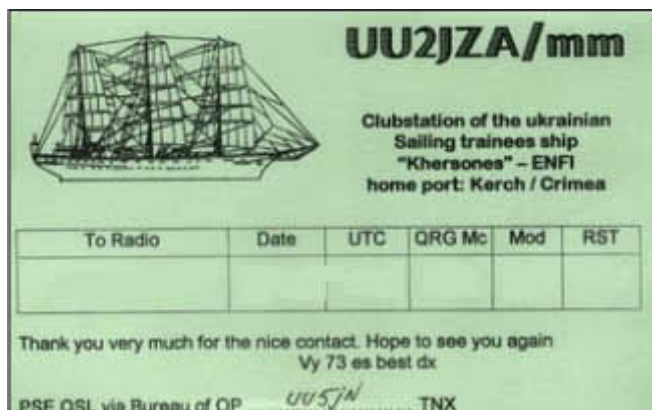 UU2JZA/mm
Clubstation of the ukrainian
Sailing trainees ship
"Khersones" – ENFI
home port: Kerch / Crimea
To Radio Date UTC QRG Mc Mod RST
Thank you very much for the nice contact. Hope to see you again
Vy 73 es best dx
PSE QSL via Bureau of OP UU5JN TNX